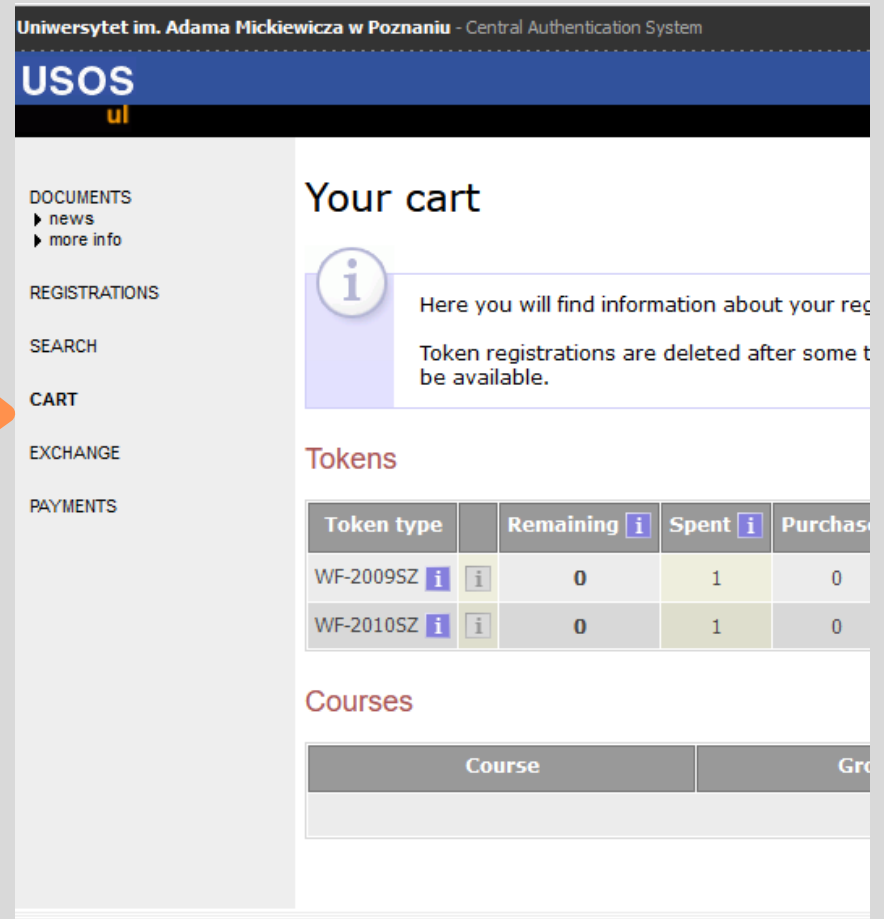 Uniwersytet im. Adama Mickiewicza w Poznaniu - Central Authentication System
USOS
ul
DOCUMENTS
news
more info
REGISTRATIONS
SEARCH
CART
EXCHANGE
PAYMENTS
Your cart
i
Here you will find information about your reg
Token registrations are deleted after some t
be available.
Tokens
Token type Remaining i Spent i Purchas
WF-2009SZ i i 0 1 0
WF-2010SZ i i 0 1 0
Courses
Course Gro